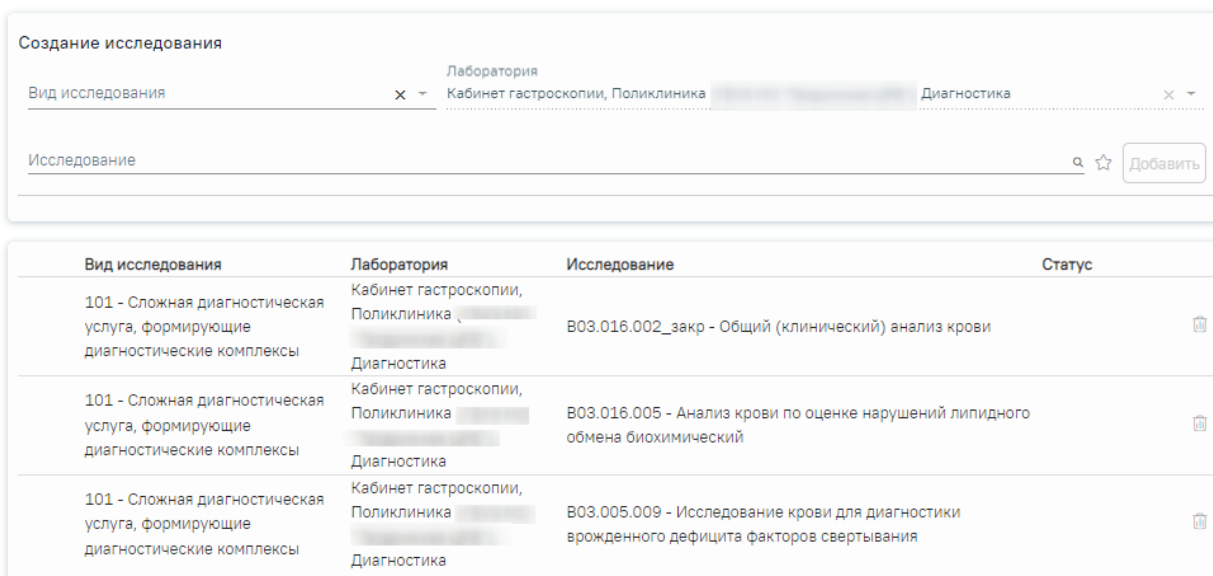 Создание исследования
Лаборатория
Вид исследования
Кабинет гастроскопии, Поликлиника Диагностика
Исследование
Добавить
Вид исследования Лаборатория Исследование Статус
101 - Сложная диагностическая
услуга, формирующие
диагностические комплексы
Кабинет гастроскопии,
Поликлиника
Диагностика
B03.016.002_закр - Общий (клинический) анализ крови
101 - Сложная диагностическая
услуга, формирующие
диагностические комплексы
Кабинет гастроскопии,
Поликлиника
Диагностика
B03.016.005 - Анализ крови по оценке нарушений липидного
обмена биохимический
101 - Сложная диагностическая
услуга, формирующие
диагностические комплексы
Кабинет гастроскопии,
Поликлиника
Диагностика
B03.005.009 - Исследование крови для диагностики
врожденного дефицита факторов свертывания